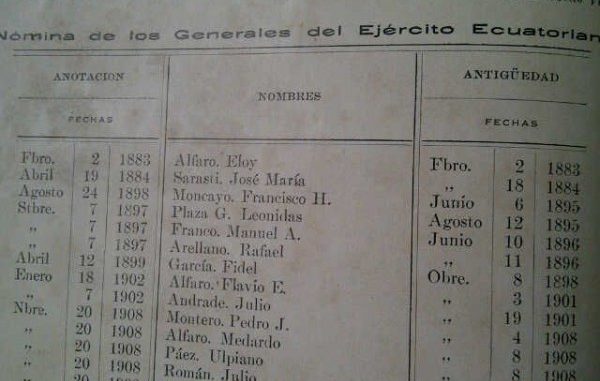 Nómina de los Generales del Ejército Ecuatorian
ANOTACION NOMBRES ANTIGÜEDAD
FECHAS FECHAS
Fbro. 2 1883 Alfaro. Eloy Fbro. 2 1883
Abril 19 1884 Sarasti. José María „ 18 1884
Agosto 24 1898 Moncayo. Francisco H. Junio 6 1895
Stbre. 7 1897 Plaza G. Leonidas Agosto 12 1895
„ 7 1897 Franco. Manuel A. Junio 10 1896
„ 7 1897 Arellano. Rafael „ 11 1896
Abril 12 1899 García. Fidel Obre. 8 1898
Enero 18 1902 Alfaro. Flavio E. „ 3 1901
„ 7 1902 Andrade. Julio „ 19 1901
Nbre. 20 1908 Montero. Pedro J. „ 4 1908
„ 20 1908 Alfaro. Medardo „ 8 1908
„ 20 1908 Páez. Ulpiano „ 8 1908
„ 20 1908 Román. Julio